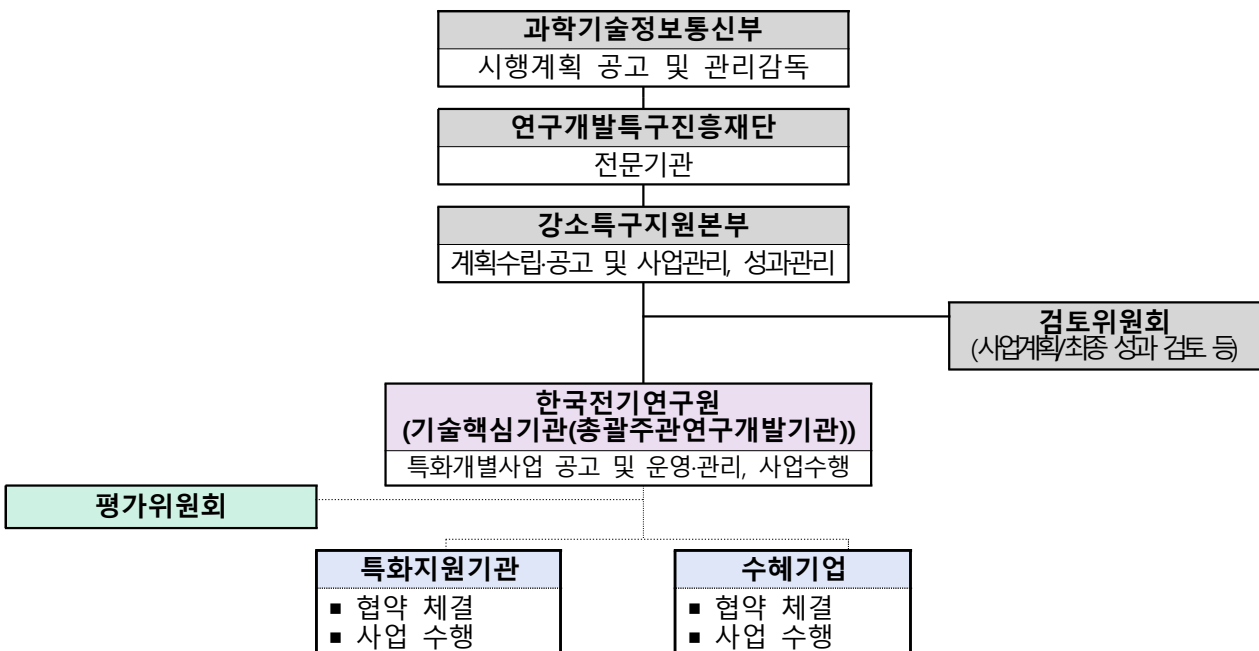 과학기술정보통신부
시행계획 공고 및 관리감독
연구개발특구진흥재단
전문기관
강소특구지원본부
계획수립·공고 및 사업관리, 성과관리
검토위원회
(사업계획/최종 성과 검토 등)
한국전기연구원
(기술핵심기관(총괄주관연구개발기관))
특화개별사업 공고 및 운영·관리, 사업수행
평가위원회
특화지원기관
▪ 협약 체결
▪ 사업 수행
수혜기업
▪ 협약 체결
▪ 사업 수행